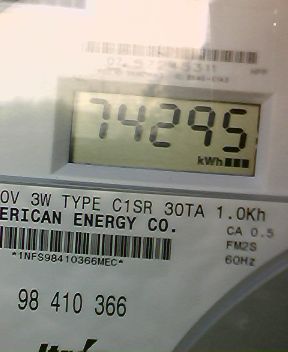 74295
kWh
0V 3W TYPE C1SR 30TA 1.0Kh
ERICAN ENERGY CO.
CA 0.5
FM2S
60Hz
*1NFS98410366MEC*
98 410 366